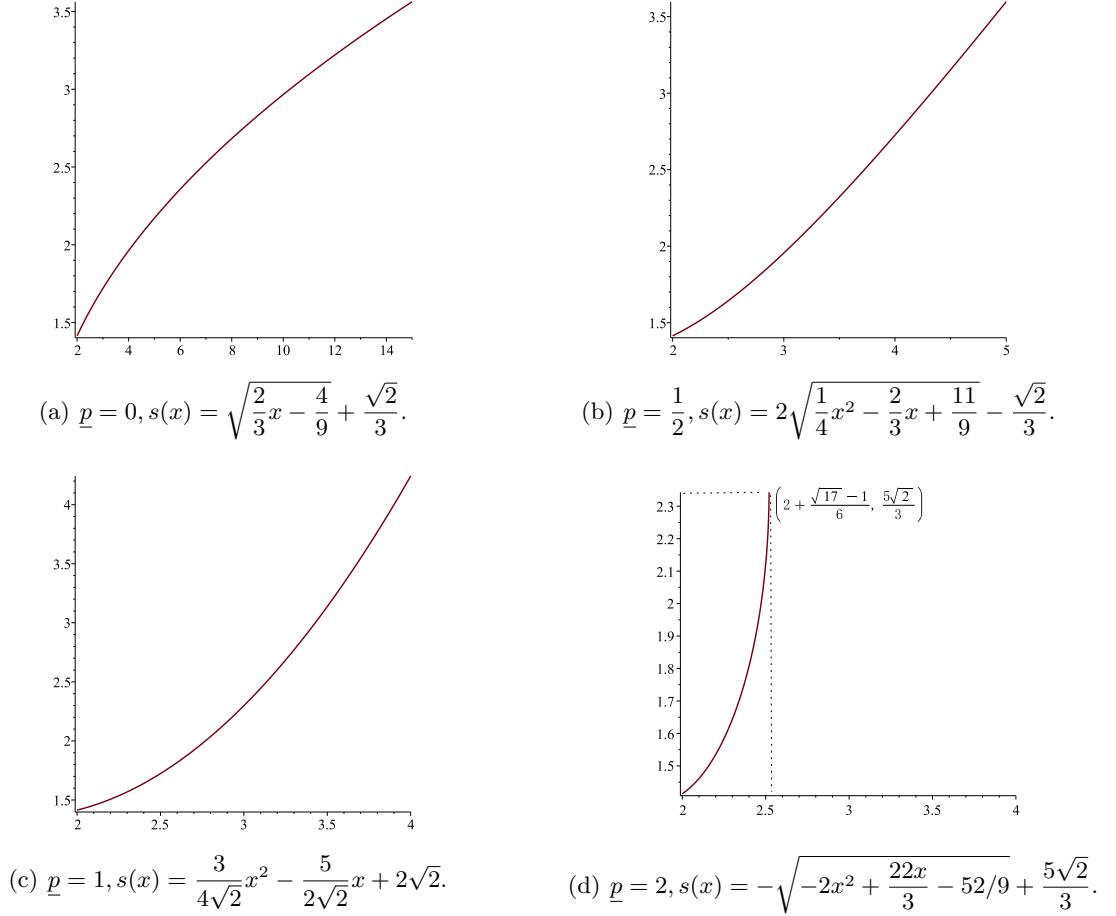 3.5
3
2.5
2
1.5
2 4 6 8 10 12 14
(a) p = 0, s(x) = √(2/3 x − 4/9) + √2/3.
3.5
3
2.5
2
1.5
2 3 4 5
(b) p = 1/2, s(x) = 2√(1/4 x² − 2/3 x + 11/9) − √2/3.
4
3.5
3
2.5
2
1.5
2 2.5 3 3.5 4
(c) p = 1, s(x) = 3/(4√2) x² − 5/(2√2) x + 2√2.
(2 + (√17 − 1)/6, 5√2/3)
2.3
2.2
2.1
2
1.9
1.8
1.7
1.6
1.5
2 2.5 3 3.5 4
(d) p = 2, s(x) = −√(−2x² + 22x/3 − 52/9) + 5√2/3.